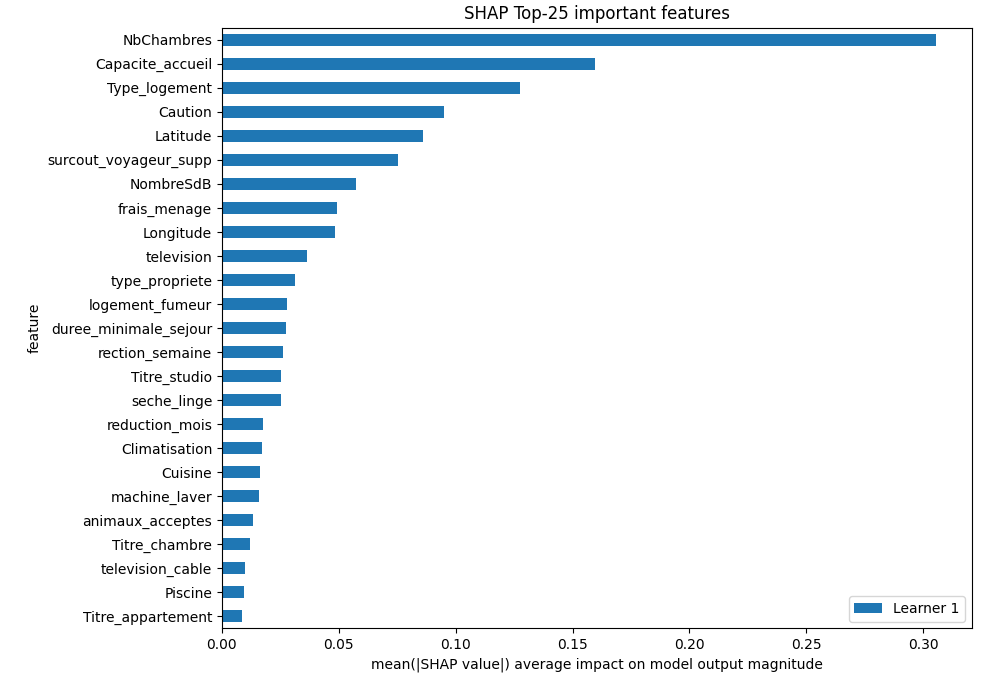 SHAP Top-25 important features
NbChambres
Capacite_accueil
Type_logement
Caution
Latitude
surcout_voyageur_supp
NombreSdB
frais_menage
Longitude
television
type_propriete
logement_fumeur
duree_minimale_sejour
rection_semaine
Titre_studio
seche_linge
reduction_mois
Climatisation
Cuisine
machine_laver
animaux_acceptes
Titre_chambre
television_cable
Piscine
Titre_appartement
feature
Learner 1
0.00 0.05 0.10 0.15 0.20 0.25 0.30
mean(|SHAP value|) average impact on model output magnitude